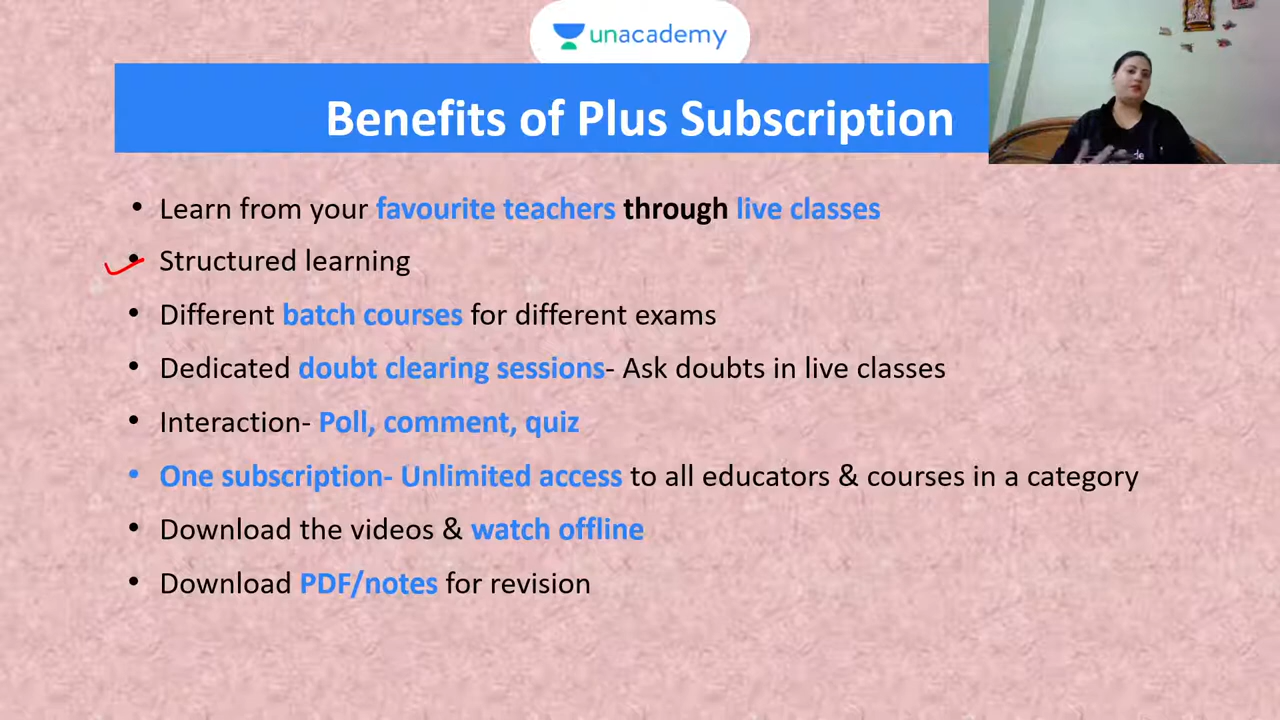 unacademy
Benefits of Plus Subscription
• Learn from your favourite teachers through live classes
• Structured learning
• Different batch courses for different exams
• Dedicated doubt clearing sessions- Ask doubts in live classes
• Interaction- Poll, comment, quiz
• One subscription- Unlimited access to all educators & courses in a category
• Download the videos & watch offline
• Download PDF/notes for revision